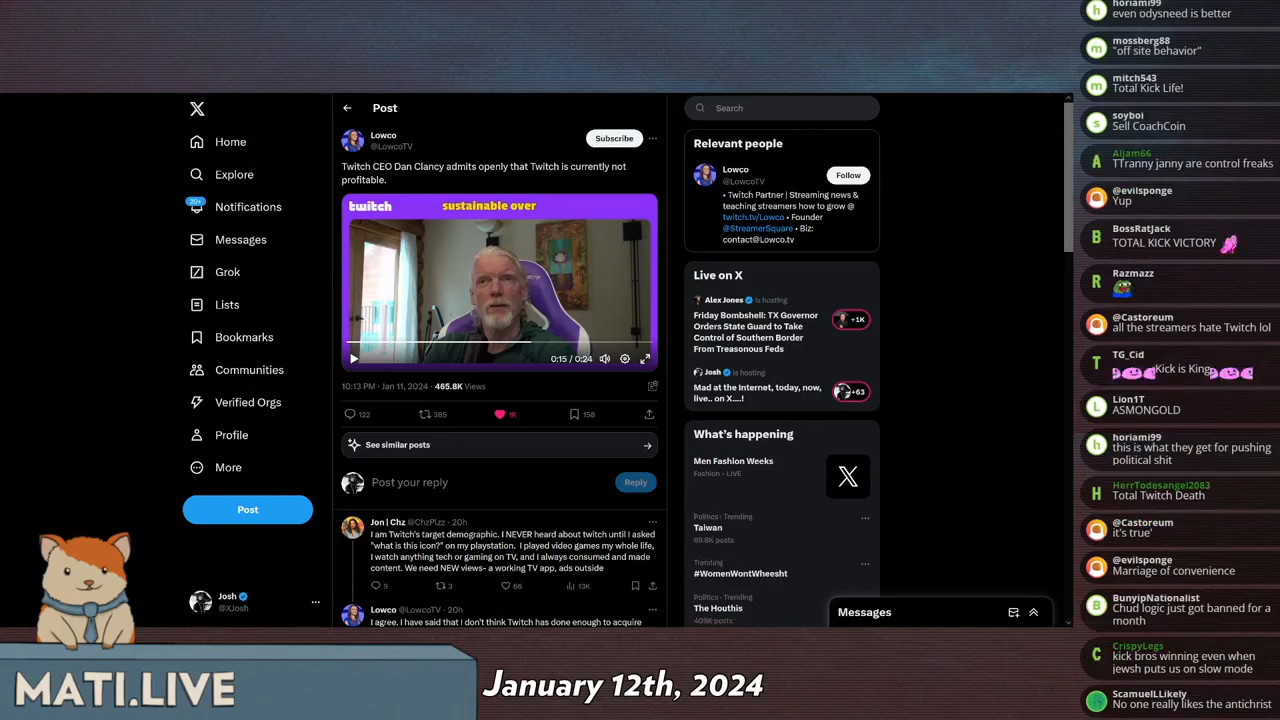 Home
Explore
20+
Notifications
Messages
Grok
Lists
Bookmarks
Communities
Verified Orgs
Profile
More
Post
Josh
@XJosh
Post
Lowco
@LowcoTV
Subscribe
Twitch CEO Dan Clancy admits openly that Twitch is currently not
profitable.
twitch
sustainable over
0:15 / 0:24
10:13 PM · Jan 11, 2024 · 465.8K Views
122
385
1K
158
See similar posts
Post your reply
Reply
Jon | Chz @ChzPlzz · 20h
I am Twitch's target demographic. I NEVER heard about twitch until I asked
"what is this icon?" on my playstation. I played video games my whole life,
I watch anything tech or gaming on TV, and I always consumed and made
content. We need NEW views- a working TV app, ads outside
9
3
66
13K
Lowco @LowcoTV · 20h
I agree. I have said that I don't think Twitch has done enough to acquire
Search
Relevant people
Lowco
@LowcoTV
Follow
• Twitch Partner | Streaming news &
teaching streamers how to grow @
twitch.tv/Lowco • Founder
@StreamerSquare • Biz:
contact@Lowco.tv
Live on X
Alex Jones is hosting
Friday Bombshell: TX Governor
Orders State Guard to Take
Control of Southern Border
From Treasonous Feds
+1K
Josh is hosting
Mad at the Internet, today, now,
live.. on X....!
+63
What's happening
Men Fashion Weeks
Fashion · LIVE
Politics · Trending
Taiwan
69.8K posts
Trending
#WomenWontWheesht
Politics · Trending
The Houthis
409K posts
Messages
horiami99
even odysneed is better
mossberg88
"off site behavior"
mitch543
Total Kick Life!
soyboi
Sell CoachCoin
AlJam66
TTranny janny are control freaks
@evilsponge
Yup
BossRatJack
TOTAL KICK VICTORY
Razmazz
@Castoreum
all the streamers hate Twitch lol
TG_Cid
Lion1T
ASMONGOLD
horiami99
this is what they get for pushing
political shit
HerrTodesangel2083
Total Twitch Death
@Castoreum
it's true
@evilsponge
Marriage of convenience
BunyipNationalist
Chudlogic just got banned for a
month
CrispyLegs
kick bros winning even when
jewsh puts us on slow mode
ScamuelLLikely
No one really likes the antichrist
MATI.LIVE
January 12th, 2024